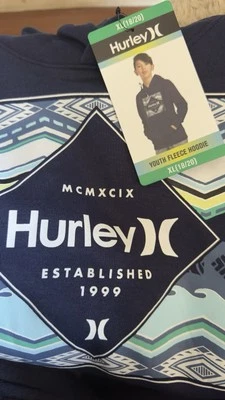 XL(18/20)
Hurley
YOUTH FLEECE HOODIE
XL(18/20)
MCMXCIX
Hurley
ESTABLISHED
1999